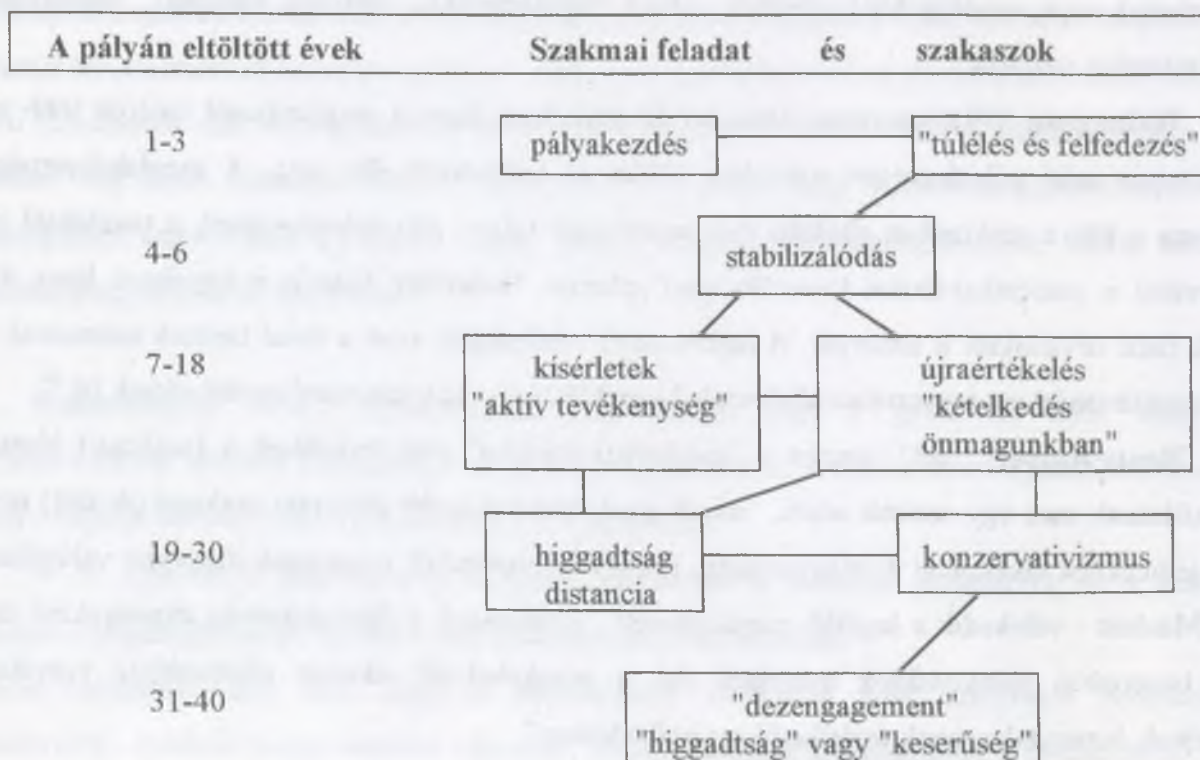 A pályán eltöltött évek Szakmai feladat és szakaszok
1-3 pályakezdés "túlélés és felfedezés"
4-6 stabilizálódás
7-18 kísérletek újraértékelés
"aktív tevékenység" "kételkedés
önmagunkban"
19-30 higgadtság konzervativizmus
distancia
31-40 "dezengagement"
"higgadtság" vagy "keserűség"